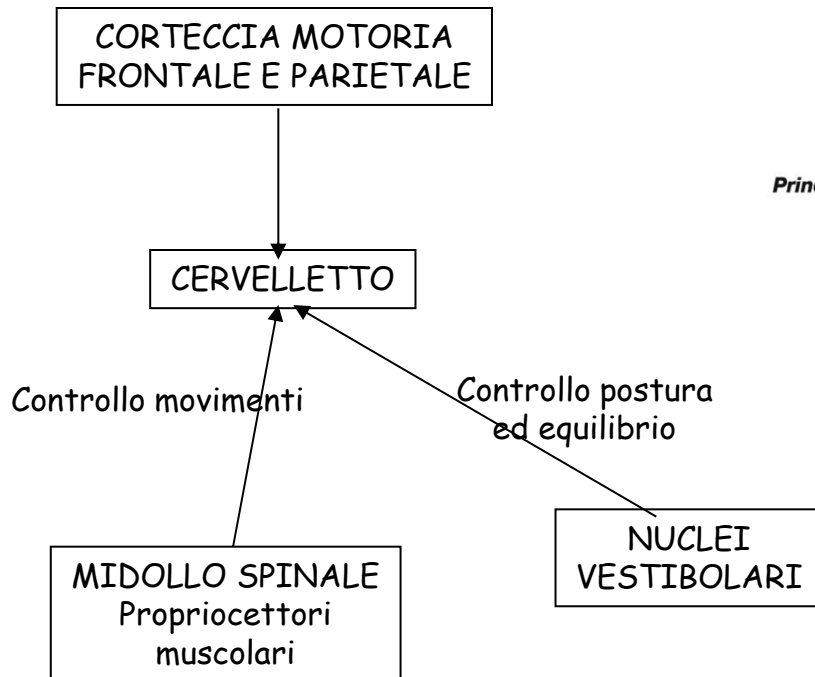 CORTECCIA MOTORIA
FRONTALE E PARIETALE
CERVELLETTO
Controllo movimenti
Controllo postura
ed equilibrio
MIDOLLO SPINALE
Propriocettori
muscolari
NUCLEI
VESTIBOLARI